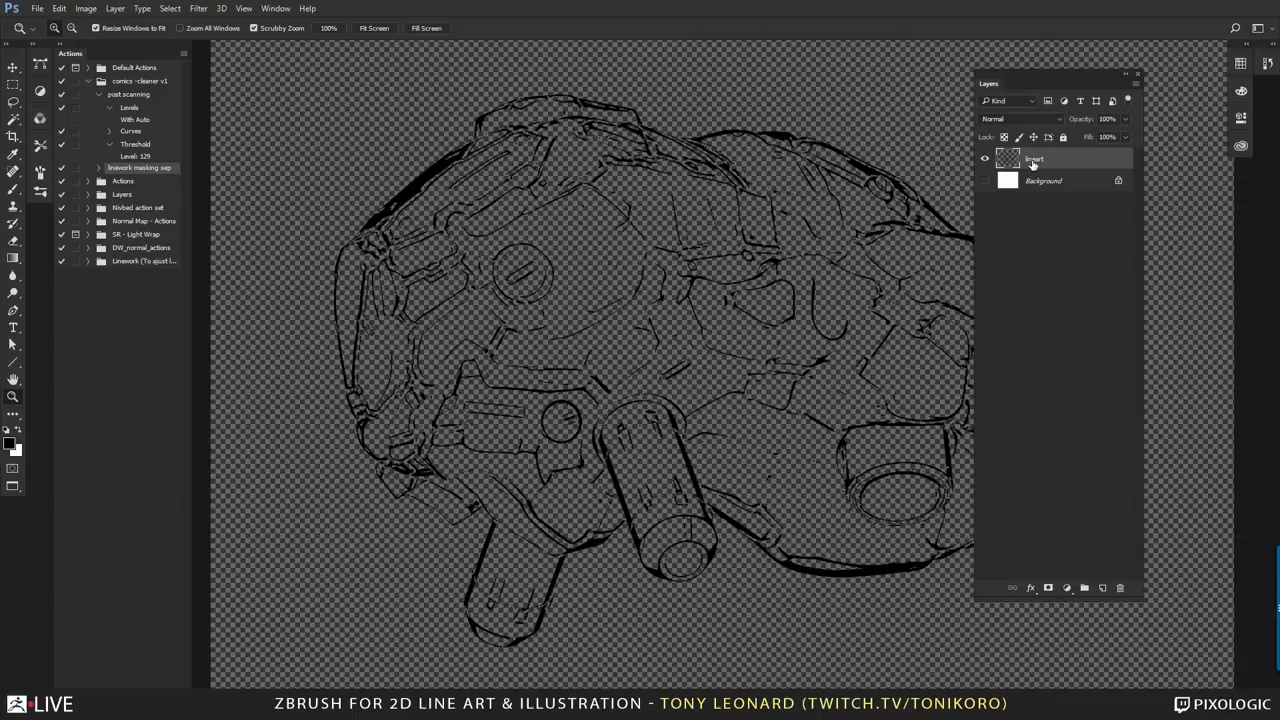 Ps File Edit Image Layer Type Select Filter 3D View Window Help
Resize Windows to Fit Zoom All Windows Scrubby Zoom 100% Fit Screen Fill Screen
Actions
Default Actions
comics -cleaner v1
post scanning
Levels
With Auto
Curves
Threshold
Level: 129
linework masking sep
Actions
Layers
Nivbed action set
Normal Map - Actions
SR - Light Wrap
DW_normal_actions
Linework (To ajust l...
Layers
Kind
Normal Opacity: 100%
Lock: Fill: 100%
lineart
Background
fx
LIVE
ZBRUSH FOR 2D LINE ART & ILLUSTRATION - TONY LEONARD (TWITCH.TV/TONIKORO)
PIXOLOGIC